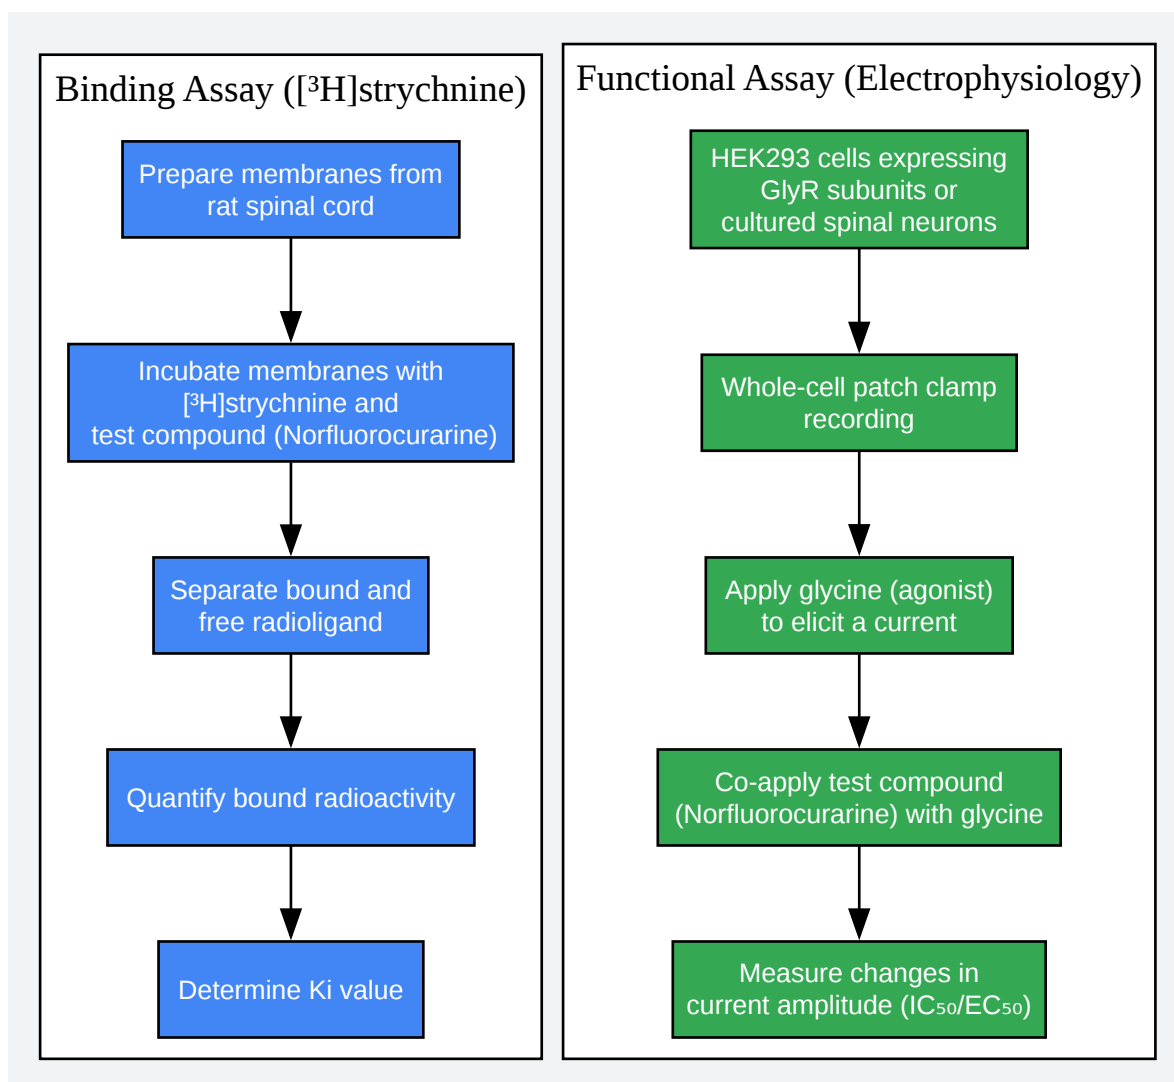 Binding Assay ([³H]strychnine)
Prepare membranes from
rat spinal cord
Incubate membranes with
[³H]strychnine and
test compound (Norfluorocurarine)
Separate bound and
free radioligand
Quantify bound radioactivity
Determine Ki value
Functional Assay (Electrophysiology)
HEK293 cells expressing
GlyR subunits or
cultured spinal neurons
Whole-cell patch clamp
recording
Apply glycine (agonist)
to elicit a current
Co-apply test compound
(Norfluorocurarine) with glycine
Measure changes in
current amplitude (IC₅₀/EC₅₀)